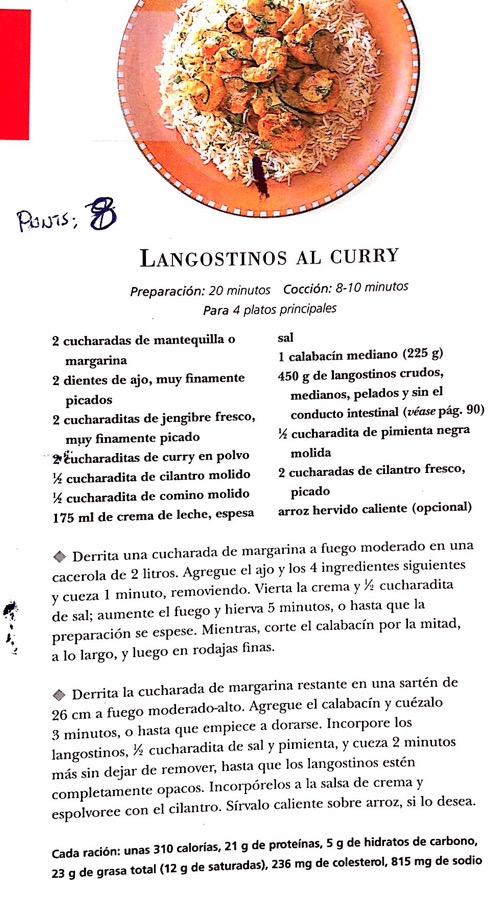 PUNTS: 8
LANGOSTINOS AL CURRY
Preparación: 20 minutos Cocción: 8-10 minutos
Para 4 platos principales
2 cucharadas de mantequilla o
margarina
2 dientes de ajo, muy finamente
picados
2 cucharaditas de jengibre fresco,
muy finamente picado
2 cucharaditas de curry en polvo
½ cucharadita de cilantro molido
½ cucharadita de comino molido
175 ml de crema de leche, espesa
sal
1 calabacín mediano (225 g)
450 g de langostinos crudos,
medianos, pelados y sin el
conducto intestinal (véase pág. 90)
½ cucharadita de pimienta negra
molida
2 cucharadas de cilantro fresco,
picado
arroz hervido caliente (opcional)
◆ Derrita una cucharada de margarina a fuego moderado en una
cacerola de 2 litros. Agregue el ajo y los 4 ingredientes siguientes
y cueza 1 minuto, removiendo. Vierta la crema y ½ cucharadita
de sal; aumente el fuego y hierva 5 minutos, o hasta que la
preparación se espese. Mientras, corte el calabacín por la mitad,
a lo largo, y luego en rodajas finas.
◆ Derrita la cucharada de margarina restante en una sartén de
26 cm a fuego moderado-alto. Agregue el calabacín y cuézalo
3 minutos, o hasta que empiece a dorarse. Incorpore los
langostinos, ½ cucharadita de sal y pimienta, y cueza 2 minutos
más sin dejar de remover, hasta que los langostinos estén
completamente opacos. Incorpórelos a la salsa de crema y
espolvoree con el cilantro. Sírvalo caliente sobre arroz, si lo desea.
Cada ración: unas 310 calorías, 21 g de proteínas, 5 g de hidratos de carbono,
23 g de grasa total (12 g de saturadas), 236 mg de colesterol, 815 mg de sodio